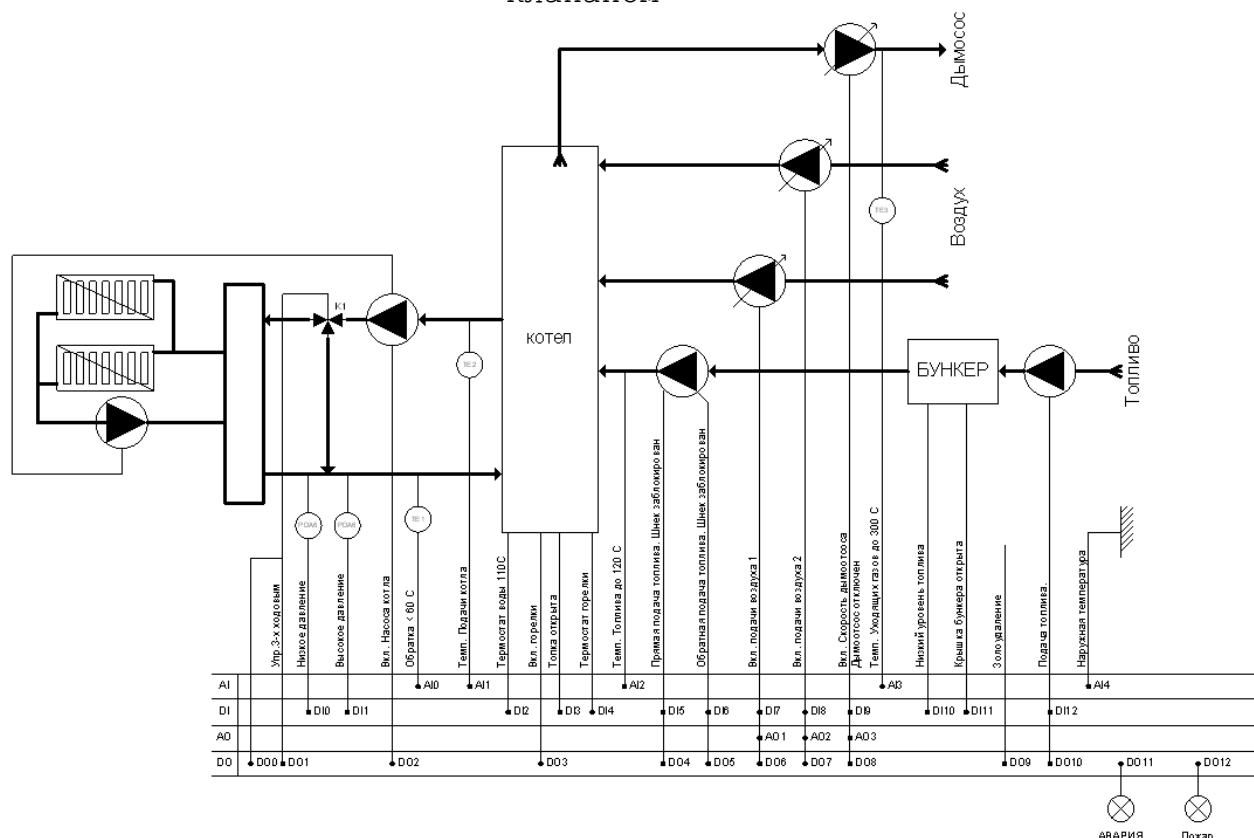 клапаном
Дымосос
Воздух
Топливо
TE3
K1
котел
БУНКЕР
TE2
PDA6
PDA6
TE1
Упр.3-х ходовым
Низкое давление
Высокое давление
Вкл. Насоса котла
Обратка < 60 С
Темп. Подачи котла
Термостат воды 110С
Вкл. горелки
Топка открыта
Термостат горелки
Темп. Топлива до 120 С
Прямая подача топлива. Шнек заблокирован
Обратная подача топлива. Шнек заблокирован
Вкл. подачи воздуха 1
Вкл. подачи воздуха 2
Вкл. Скорость дымоотсоса
Дымоотсос отключен
Темп. Уходящих газов до 300 С
Низкий уровень топлива
Крышка бункера открыта
Золоудаление
Подача топлива.
Наружная температура
AI AI0 AI1 AI2 AI3 AI4
DI DI0 DI1 DI2 DI3 DI4 DI5 DI6 DI7 DI8 DI9 DI10 DI11 DI12
AO AO1 AO2 AO3
DO DO0 DO1 DO2 DO3 DO4 DO5 DO6 DO7 DO8 DO9 DO10 DO11 DO12
АВАРИЯ Пожар